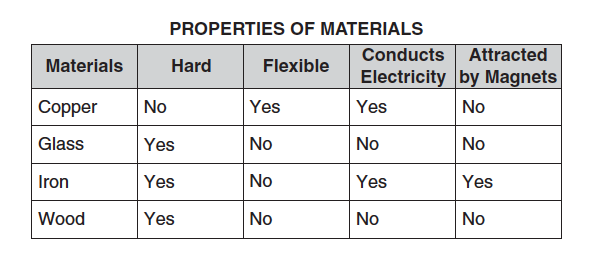 PROPERTIES OF MATERIALS
Materials Hard Flexible Conducts Electricity Attracted by Magnets
Copper No Yes Yes No
Glass Yes No No No
Iron Yes No Yes Yes
Wood Yes No No No